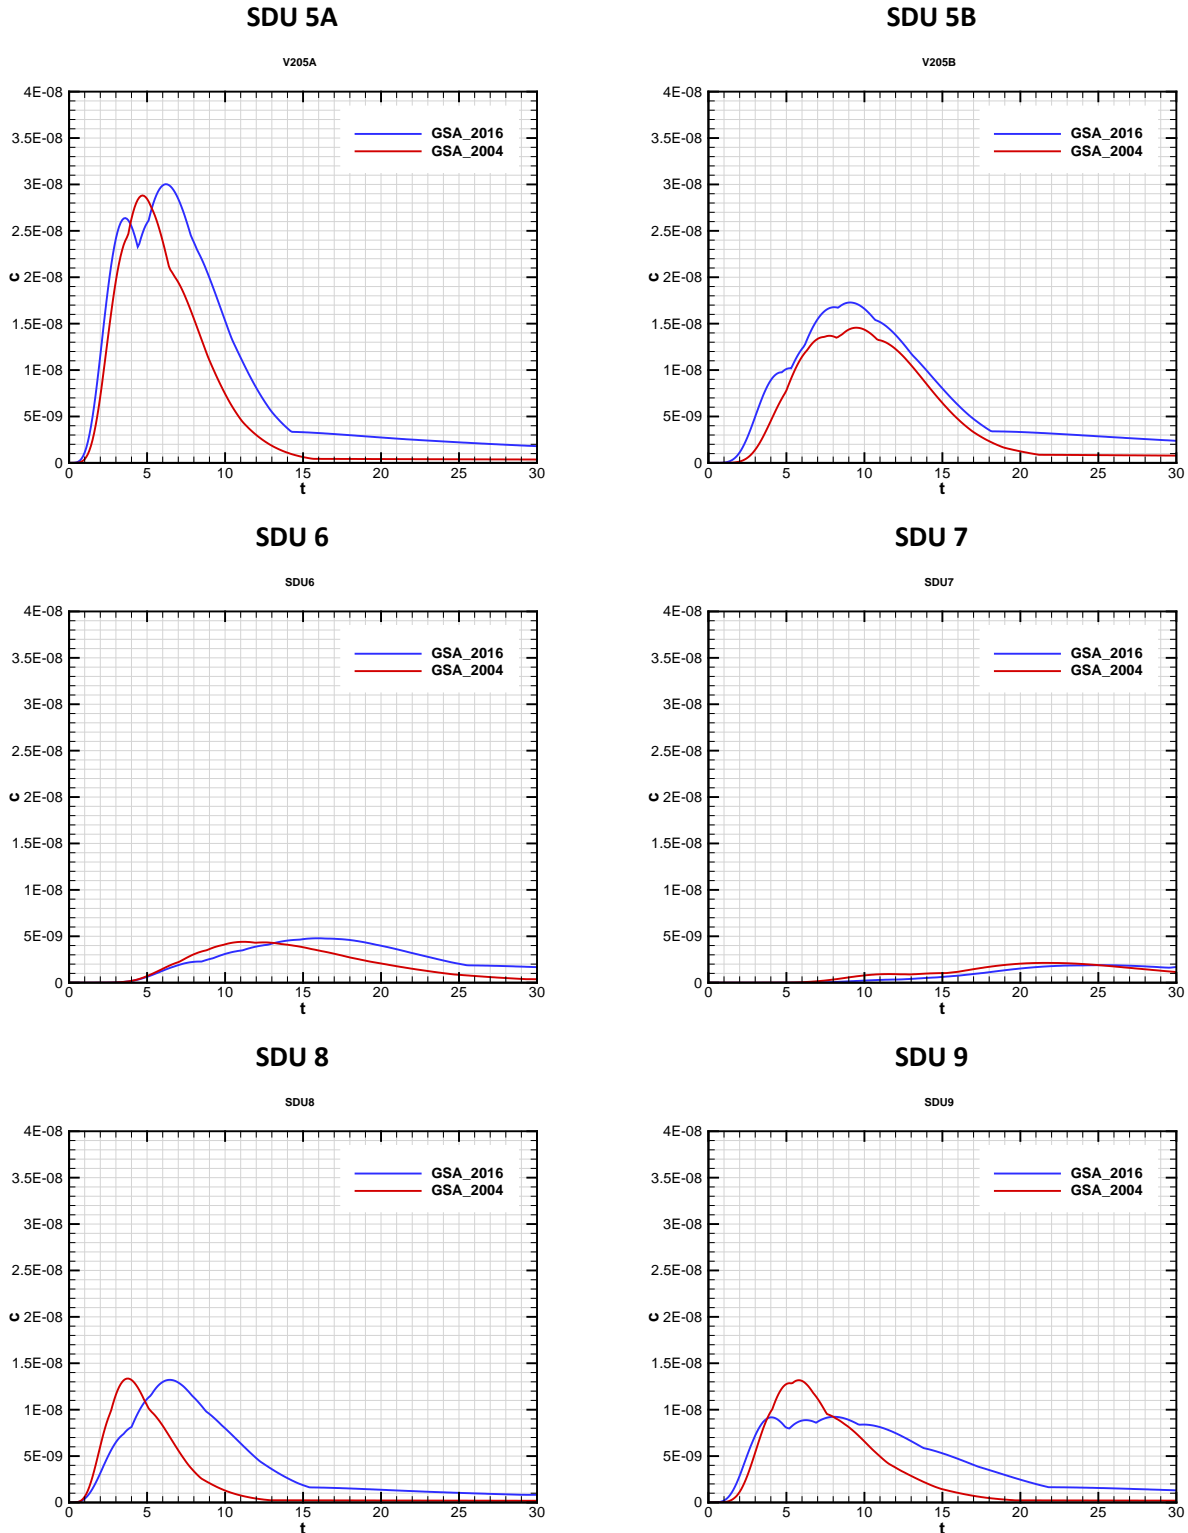 SDU 5A
V205A
4E-08
3.5E-08
3E-08
2.5E-08
2E-08
1.5E-08
1E-08
5E-09
0
c
GSA_2016
GSA_2004
0 5 10 15 20 25 30
t
SDU 5B
V205B
4E-08
3.5E-08
3E-08
2.5E-08
2E-08
1.5E-08
1E-08
5E-09
0
c
GSA_2016
GSA_2004
0 5 10 15 20 25 30
t
SDU 6
SDU6
4E-08
3.5E-08
3E-08
2.5E-08
2E-08
1.5E-08
1E-08
5E-09
0
c
GSA_2016
GSA_2004
0 5 10 15 20 25 30
t
SDU 7
SDU7
4E-08
3.5E-08
3E-08
2.5E-08
2E-08
1.5E-08
1E-08
5E-09
0
c
GSA_2016
GSA_2004
0 5 10 15 20 25 30
t
SDU 8
SDU8
4E-08
3.5E-08
3E-08
2.5E-08
2E-08
1.5E-08
1E-08
5E-09
0
c
GSA_2016
GSA_2004
0 5 10 15 20 25 30
t
SDU 9
SDU9
4E-08
3.5E-08
3E-08
2.5E-08
2E-08
1.5E-08
1E-08
5E-09
0
c
GSA_2016
GSA_2004
0 5 10 15 20 25 30
t